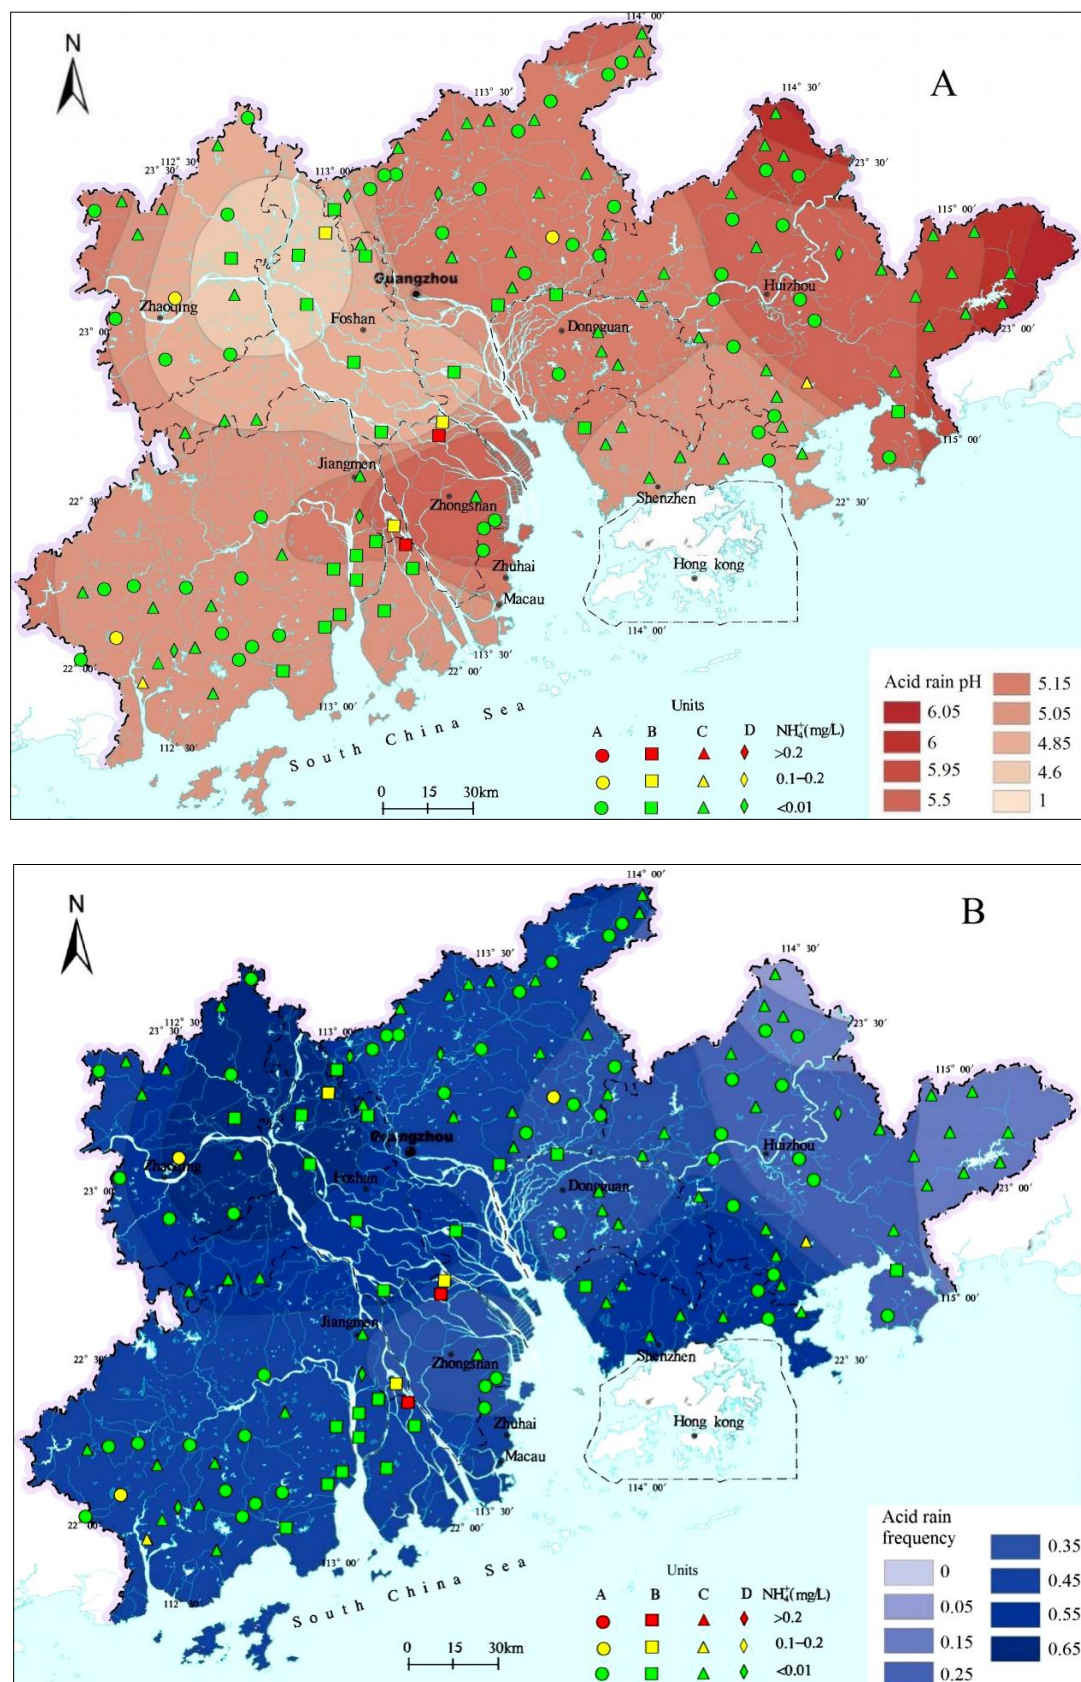 114° 00′
N
A
113° 30′
114° 30′
112° 30′
23° 30′
113° 00′
23° 30′
115° 00′
Guangzhou
Huizhou
Zhaoqing
Foshan
Dongguan
23° 00′
23° 00′
115° 00′
Jiangmen
22° 30′
Zhongsnan
Shenzhen
22° 30′
Zhuhai
Hong kong
Macau
114° 00′
113° 30′
22° 00′
22° 00′
113° 00′
112° 30′
South China Sea
0 15 30km
Units
A B C D NH₄⁺(mg/L)
>0.2
0.1–0.2
<0.01
Acid rain pH
6.05
6
5.95
5.5
5.15
5.05
4.85
4.6
1
114° 00′
N
B
113° 30′
114° 30′
112° 30′
23° 30′
113° 00′
23° 30′
115° 00′
Guangzhou
Huizhou
Zhaoqing
Foshan
Dongguan
23° 00′
23° 00′
115° 00′
Jiangmen
22° 30′
Zhongsnan
Shenzhen
22° 30′
Zhuhai
Hong kong
Macau
114° 00′
113° 30′
22° 00′
22° 00′
113° 00′
112° 30′
South China Sea
0 15 30km
Units
A B C D NH₄⁺(mg/L)
>0.2
0.1–0.2
<0.01
Acid rain
frequency
0
0.05
0.15
0.25
0.35
0.45
0.55
0.65